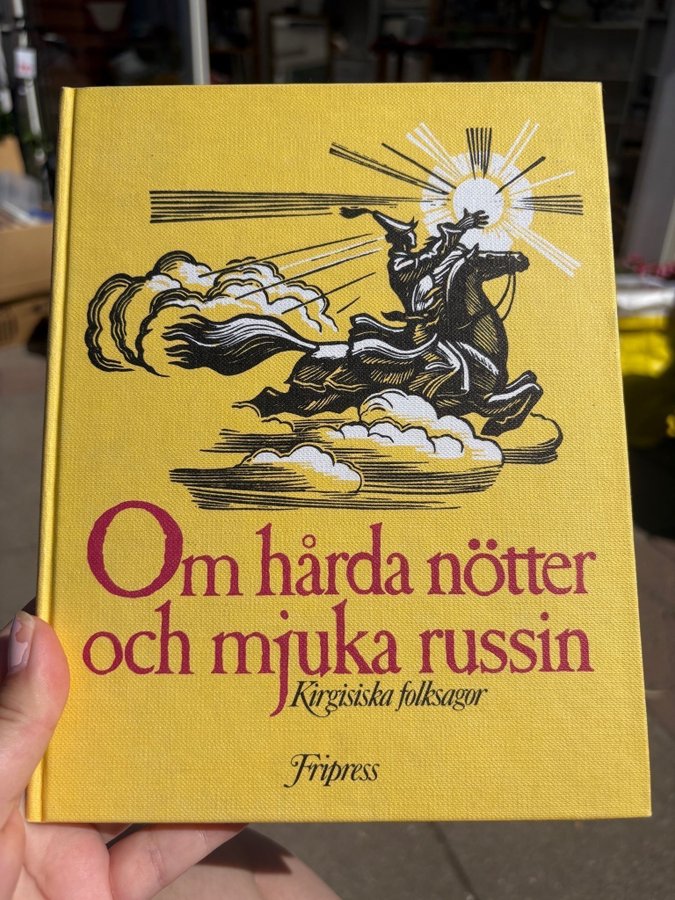 Om hårda nötter
och mjuka russin
Kirgisiska folksagor
Fripress